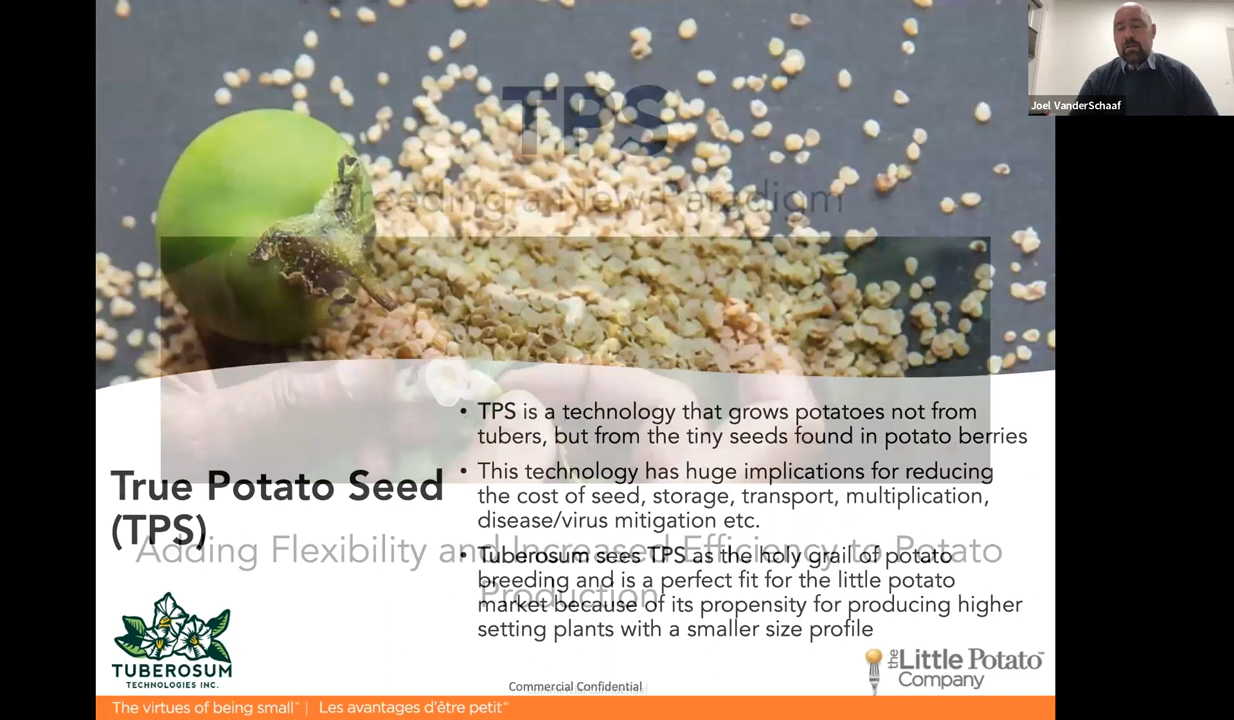 Joel VanderSchaaf
TPS
Breeding a New Paradigm
• TPS is a technology that grows potatoes not from
tubers, but from the tiny seeds found in potato berries
• This technology has huge implications for reducing
the cost of seed, storage, transport, multiplication,
disease/virus mitigation etc.
True Potato Seed
(TPS)
Adding Flexibility and Increased Efficiency to Potato
Production
• Tuberosum sees TPS as the holy grail of potato
breeding and is a perfect fit for the little potato
market because of its propensity for producing higher
setting plants with a smaller size profile
TUBEROSUM
TECHNOLOGIES INC.
the Little Potato™
Company
Commercial Confidential
The virtues of being small™ | Les avantages d'être petit™